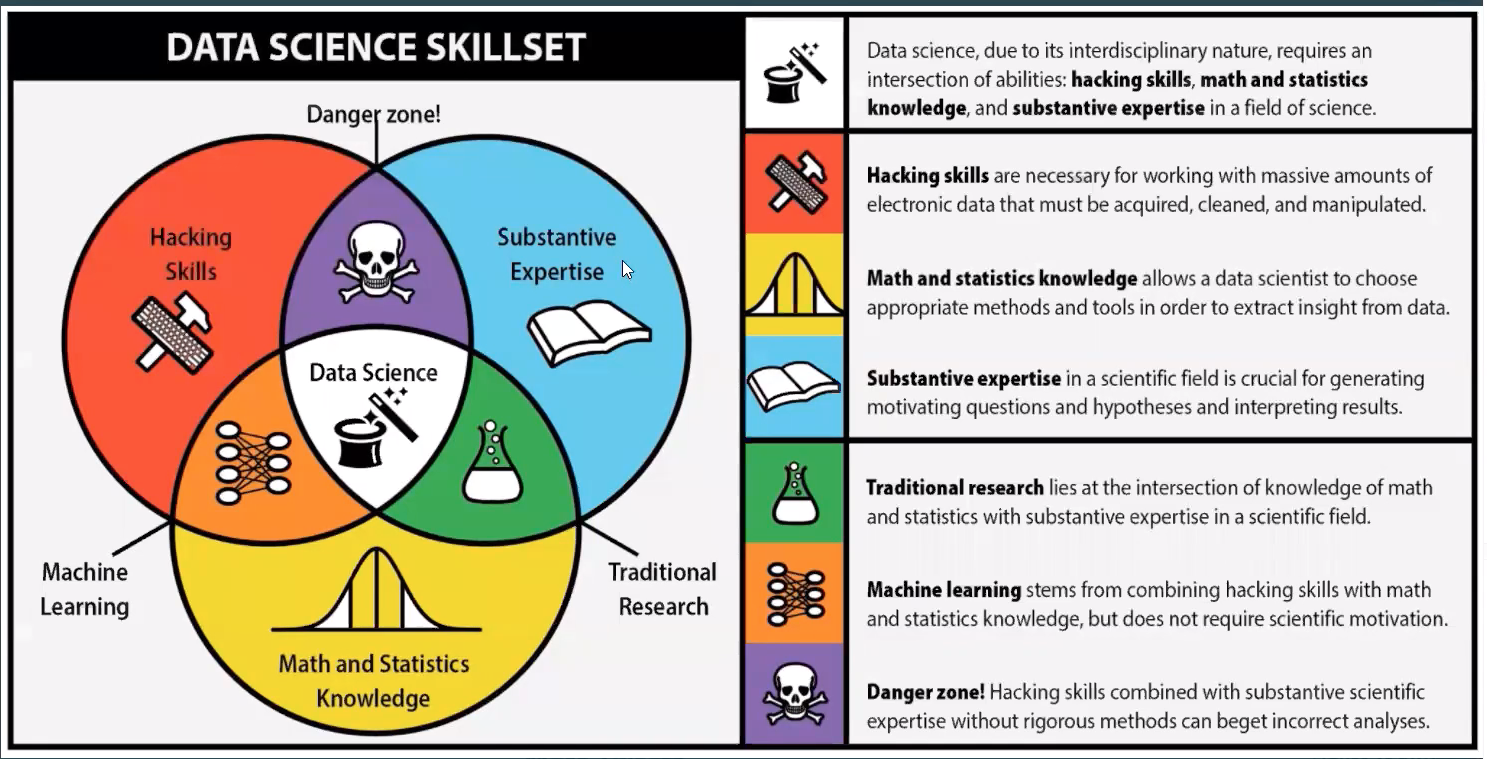 DATA SCIENCE SKILLSET
Danger zone!
Hacking
Skills
Substantive
Expertise
Data Science
Machine
Learning
Traditional
Research
Math and Statistics
Knowledge
Data science, due to its interdisciplinary nature, requires an
intersection of abilities: hacking skills, math and statistics
knowledge, and substantive expertise in a field of science.
Hacking skills are necessary for working with massive amounts of
electronic data that must be acquired, cleaned, and manipulated.
Math and statistics knowledge allows a data scientist to choose
appropriate methods and tools in order to extract insight from data.
Substantive expertise in a scientific field is crucial for generating
motivating questions and hypotheses and interpreting results.
Traditional research lies at the intersection of knowledge of math
and statistics with substantive expertise in a scientific field.
Machine learning stems from combining hacking skills with math
and statistics knowledge, but does not require scientific motivation.
Danger zone! Hacking skills combined with substantive scientific
expertise without rigorous methods can beget incorrect analyses.